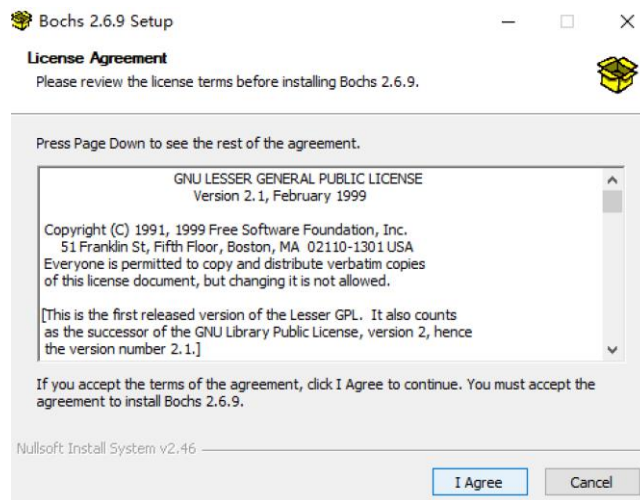 Bochs 2.6.9 Setup
License Agreement
Please review the license terms before installing Bochs 2.6.9.
Press Page Down to see the rest of the agreement.
GNU LESSER GENERAL PUBLIC LICENSE
Version 2.1, February 1999
Copyright (C) 1991, 1999 Free Software Foundation, Inc.
51 Franklin St, Fifth Floor, Boston, MA 02110-1301 USA
Everyone is permitted to copy and distribute verbatim copies
of this license document, but changing it is not allowed.
[This is the first released version of the Lesser GPL. It also counts
as the successor of the GNU Library Public License, version 2, hence
the version number 2.1.]
If you accept the terms of the agreement, click I Agree to continue. You must accept the
agreement to install Bochs 2.6.9.
Nullsoft Install System v2.46
I Agree
Cancel